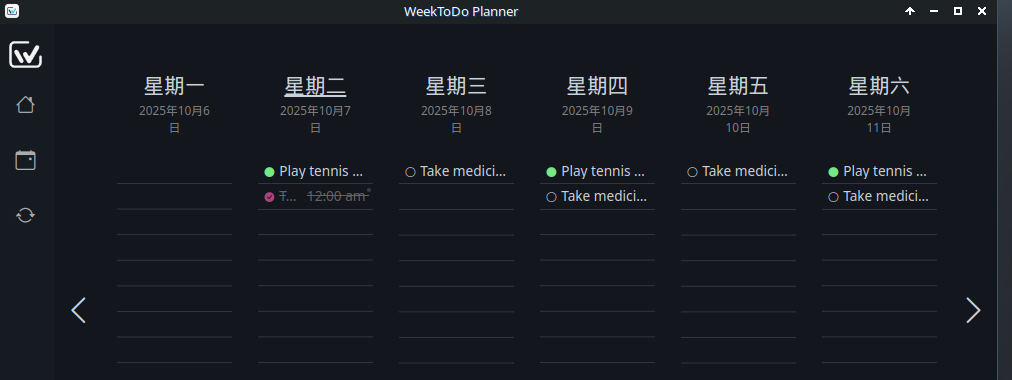 WeekToDo Planner
星期一
2025年10月6
日
星期二
2025年10月7
日
星期三
2025年10月8
日
星期四
2025年10月9
日
星期五
2025年10月
10日
星期六
2025年10月
11日
Play tennis ...
T... 12:00 am
Take medici...
Play tennis ...
Take medici...
Take medici...
Play tennis ...
Take medici...